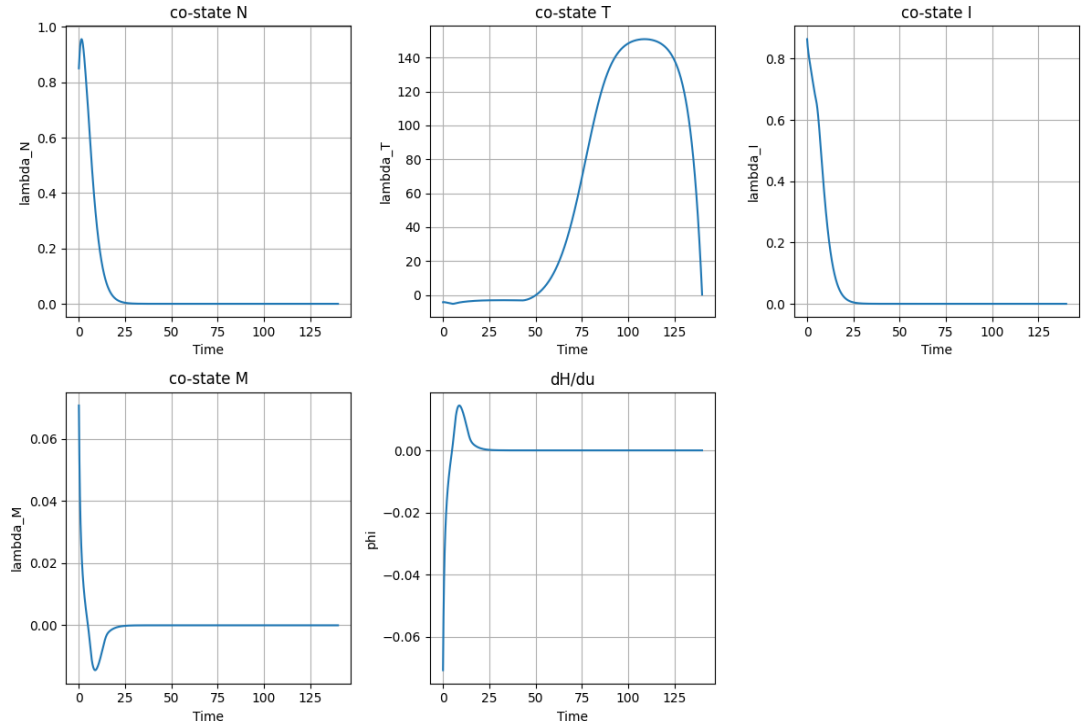 co-state N
lambda_N
1.0
0.8
0.6
0.4
0.2
0.0
0 25 50 75 100 125
Time
co-state T
lambda_T
140
120
100
80
60
40
20
0
0 25 50 75 100 125
Time
co-state I
lambda_I
0.8
0.6
0.4
0.2
0.0
0 25 50 75 100 125
Time
co-state M
lambda_M
0.06
0.04
0.02
0.00
0 25 50 75 100 125
Time
dH/du
phi
0.00
−0.02
−0.04
−0.06
0 25 50 75 100 125
Time